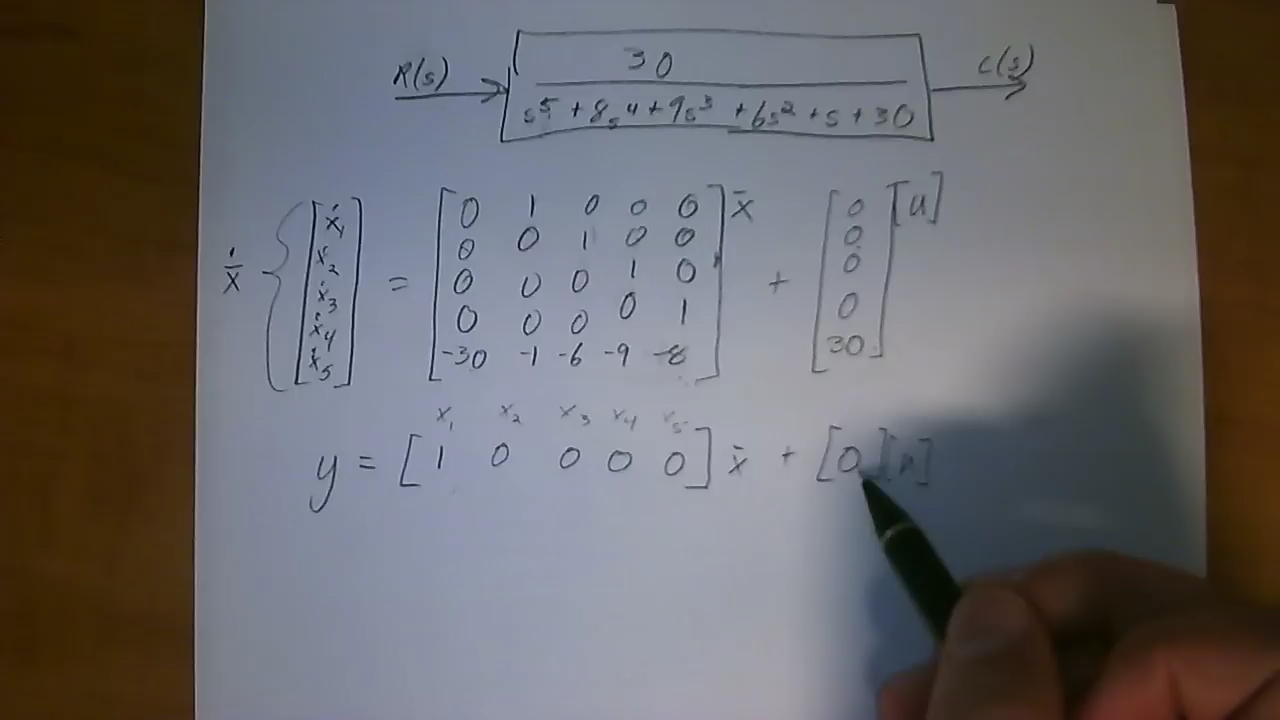 R(s) 30 C(s)
s⁵ + 8s⁴ + 9s³ + 6s² + s + 30
ẋ₁ 0 1 0 0 0 x̄ 0 [u]
ẋ₂ 0 0 1 0 0 0
x̄̇ { ẋ₃ = 0 0 0 1 0 + 0
ẋ₄ 0 0 0 0 1 0
ẋ₅ -30 -1 -6 -9 -8 30
x₁ x₂ x₃ x₄ x₅
y = [1 0 0 0 0] x̄ + [0][u]